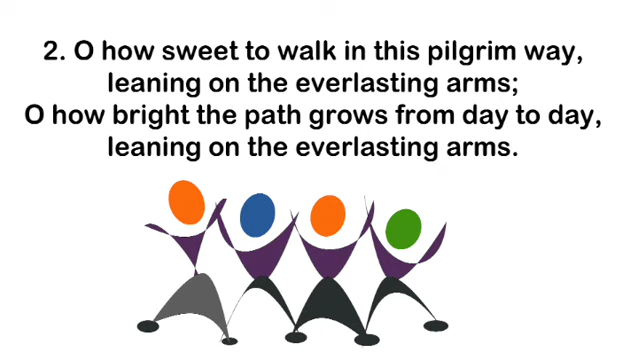 2. O how sweet to walk in this pilgrim way,
leaning on the everlasting arms;
O how bright the path grows from day to day,
leaning on the everlasting arms.